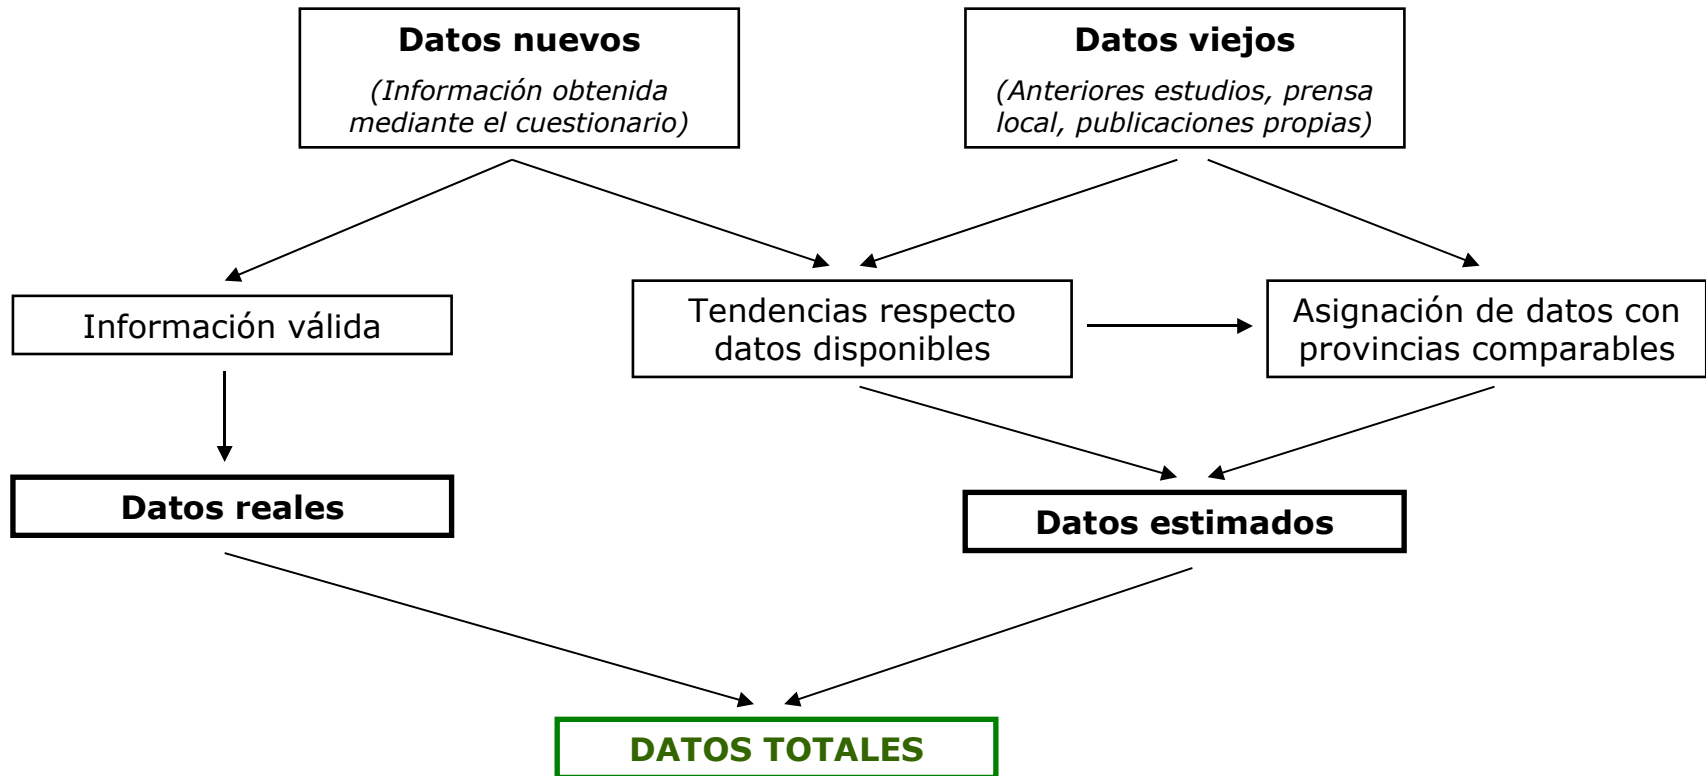 Datos nuevos
(Información obtenida
mediante el cuestionario)
Datos viejos
(Anteriores estudios, prensa
local, publicaciones propias)
Información válida
Tendencias respecto
datos disponibles
Asignación de datos con
provincias comparables
Datos reales
Datos estimados
DATOS TOTALES